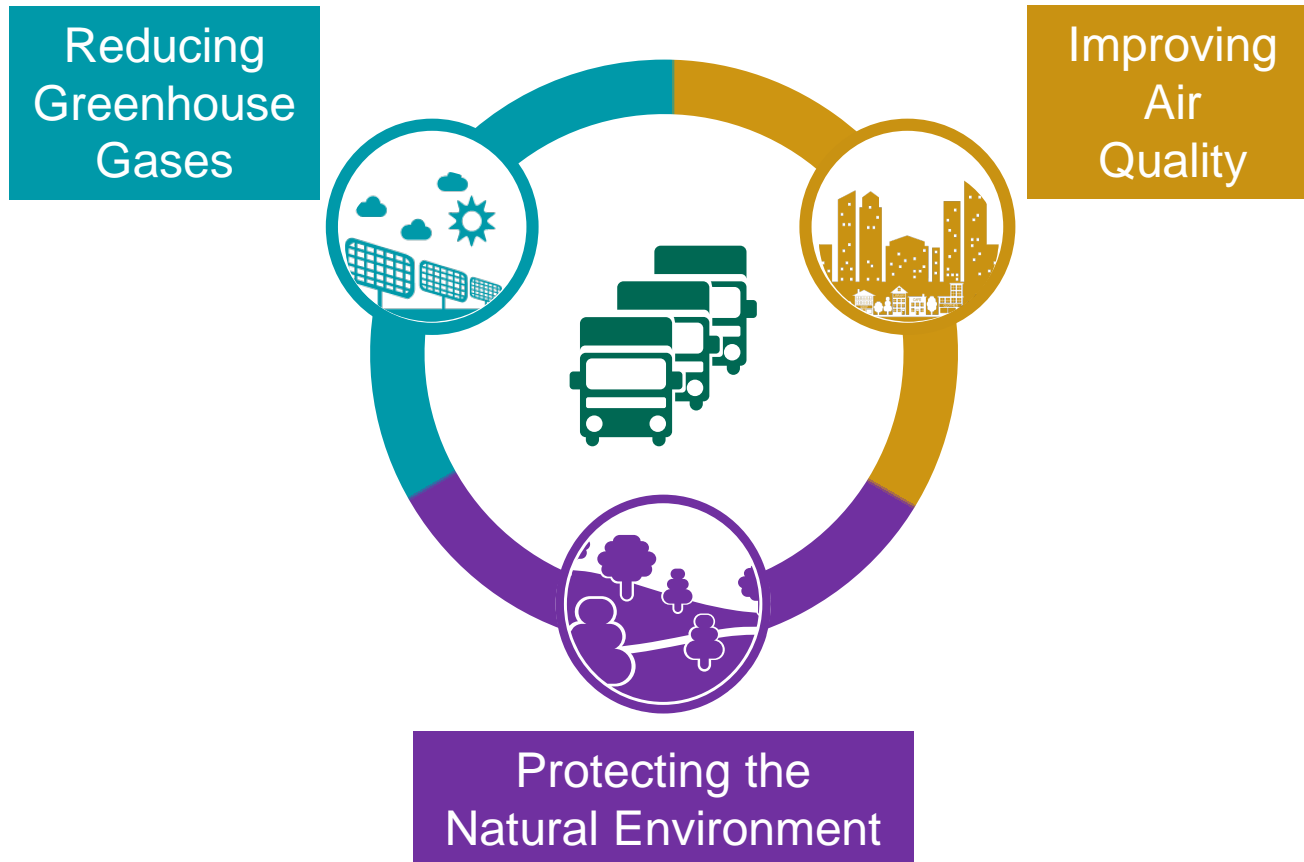 Reducing
Greenhouse
Gases
Improving
Air
Quality
Protecting the
Natural Environment